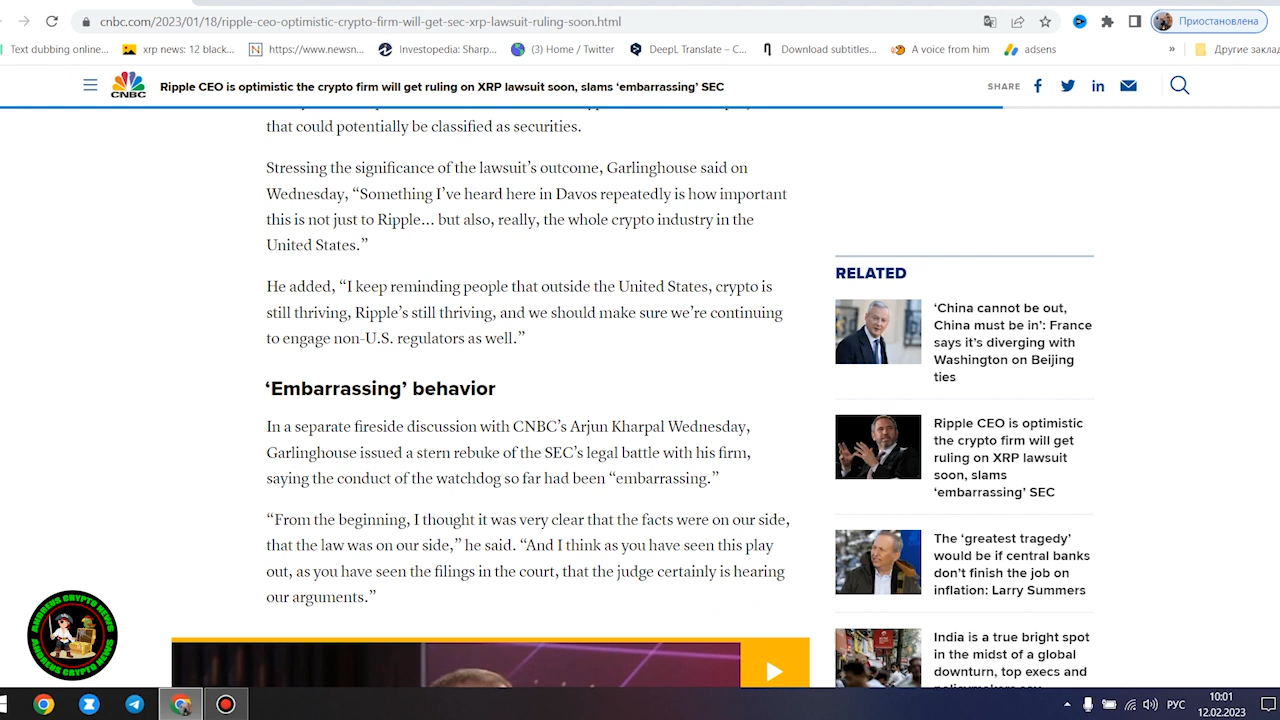 cnbc.com/2023/01/18/ripple-ceo-optimistic-crypto-firm-will-get-sec-xrp-lawsuit-ruling-soon.html
Приостановлена
Text dubbing online...
xrp news: 12 black...
https://www.newsn...
Investopedia: Sharp...
(3) Home / Twitter
DeepL Translate – C...
Download subtitles...
A voice from him
adsens
»
Другие закла
CNBC
Ripple CEO is optimistic the crypto firm will get ruling on XRP lawsuit soon, slams ‘embarrassing’ SEC
SHARE
that could potentially be classified as securities.
Stressing the significance of the lawsuit’s outcome, Garlinghouse said on
Wednesday, “Something I’ve heard here in Davos repeatedly is how important
this is not just to Ripple… but also, really, the whole crypto industry in the
United States.”
He added, “I keep reminding people that outside the United States, crypto is
still thriving, Ripple’s still thriving, and we should make sure we’re continuing
to engage non-U.S. regulators as well.”
‘Embarrassing’ behavior
In a separate fireside discussion with CNBC’s Arjun Kharpal Wednesday,
Garlinghouse issued a stern rebuke of the SEC’s legal battle with his firm,
saying the conduct of the watchdog so far had been “embarrassing.”
“From the beginning, I thought it was very clear that the facts were on our side,
that the law was on our side,” he said. “And I think as you have seen this play
out, as you have seen the filings in the court, that the judge certainly is hearing
our arguments.”
RELATED
‘China cannot be out,
China must be in’: France
says it’s diverging with
Washington on Beijing
ties
Ripple CEO is optimistic
the crypto firm will get
ruling on XRP lawsuit
soon, slams
‘embarrassing’ SEC
The ‘greatest tragedy’
would be if central banks
don’t finish the job on
inflation: Larry Summers
India is a true bright spot
in the midst of a global
downturn, top execs and
ANDREUS CRYPTO NEWS
ANDREUS CRYPTO NEWS
РУС
10:01
12.02.2023